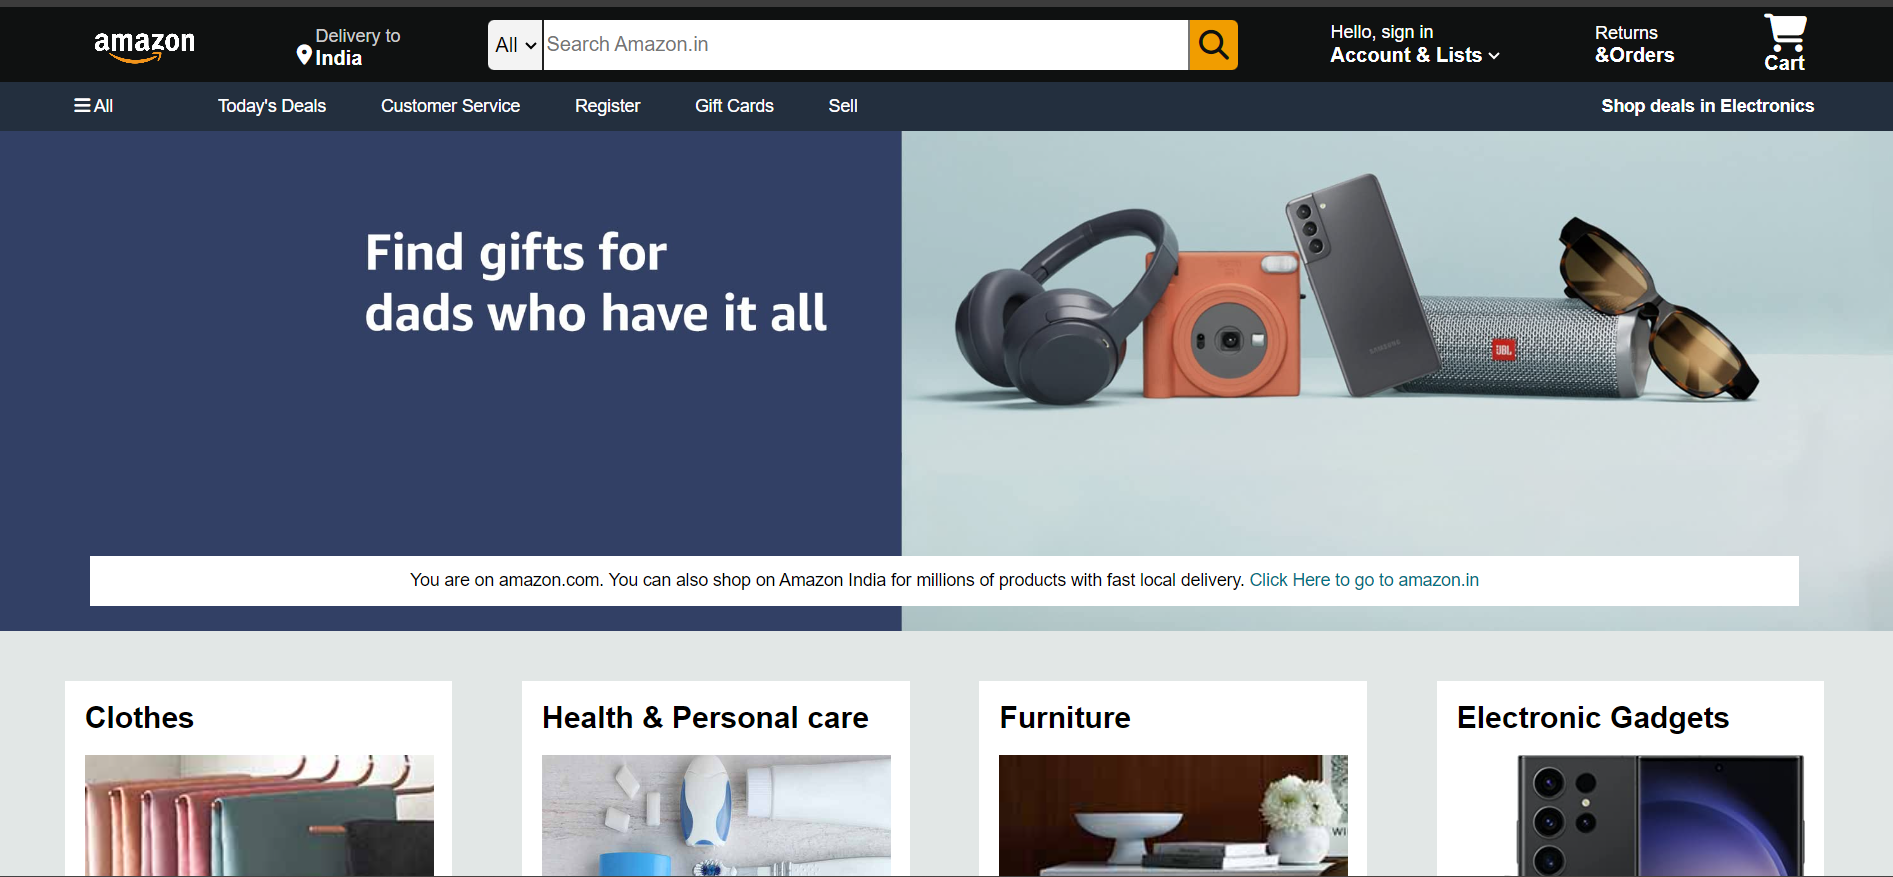 amazon
Delivery to
India
All
Search Amazon.in
Hello, sign in
Account & Lists
Returns
&Orders
Cart
All
Today's Deals
Customer Service
Register
Gift Cards
Sell
Shop deals in Electronics
Find gifts for
dads who have it all
SAMSUNG
JBL
You are on amazon.com. You can also shop on Amazon India for millions of products with fast local delivery. Click Here to go to amazon.in
Clothes
Health & Personal care
Furniture
Electronic Gadgets
WI